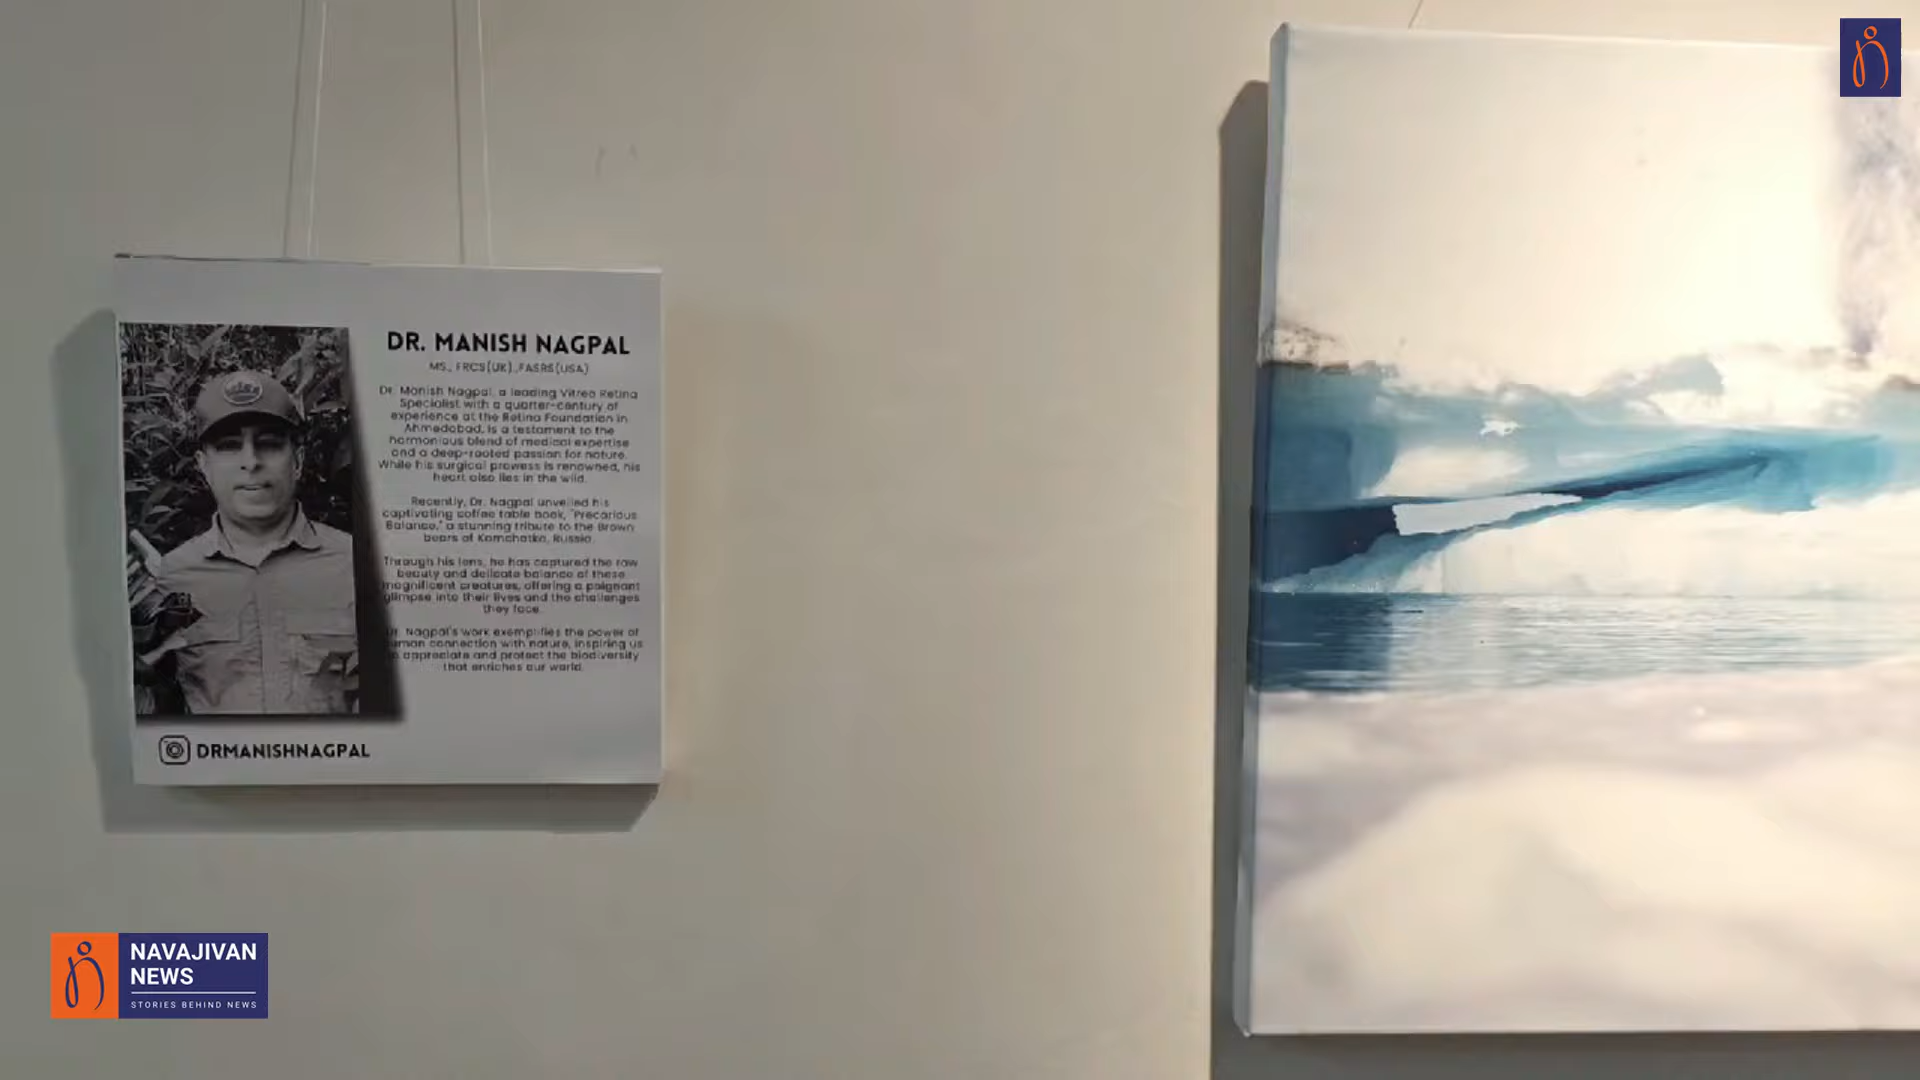 DR. MANISH NAGPAL
MS., FRCS(UK).,FASRS(USA)
Dr. Manish Nagpal, a leading Vitreo Retina
Specialist with a quarter-century of
experience at the Retina Foundation in
Ahmedabad, is a testament to the
harmonious blend of medical expertise
and a deep-rooted passion for nature.
While his surgical prowess is renowned, his
heart also lies in the wild.
Recently, Dr. Nagpal unveiled his
captivating coffee table book, "Precarious
Balance," a stunning tribute to the Brown
bears of Kamchatka, Russia.
Through his lens, he has captured the raw
beauty and delicate balance of these
magnificent creatures, offering a poignant
glimpse into their lives and the challenges
they face.
Dr. Nagpal's work exemplifies the power of
human connection with nature, inspiring us
to appreciate and protect the biodiversity
that enriches our world.
DRMANISHNAGPAL
NAVAJIVAN
NEWS
STORIES BEHIND NEWS